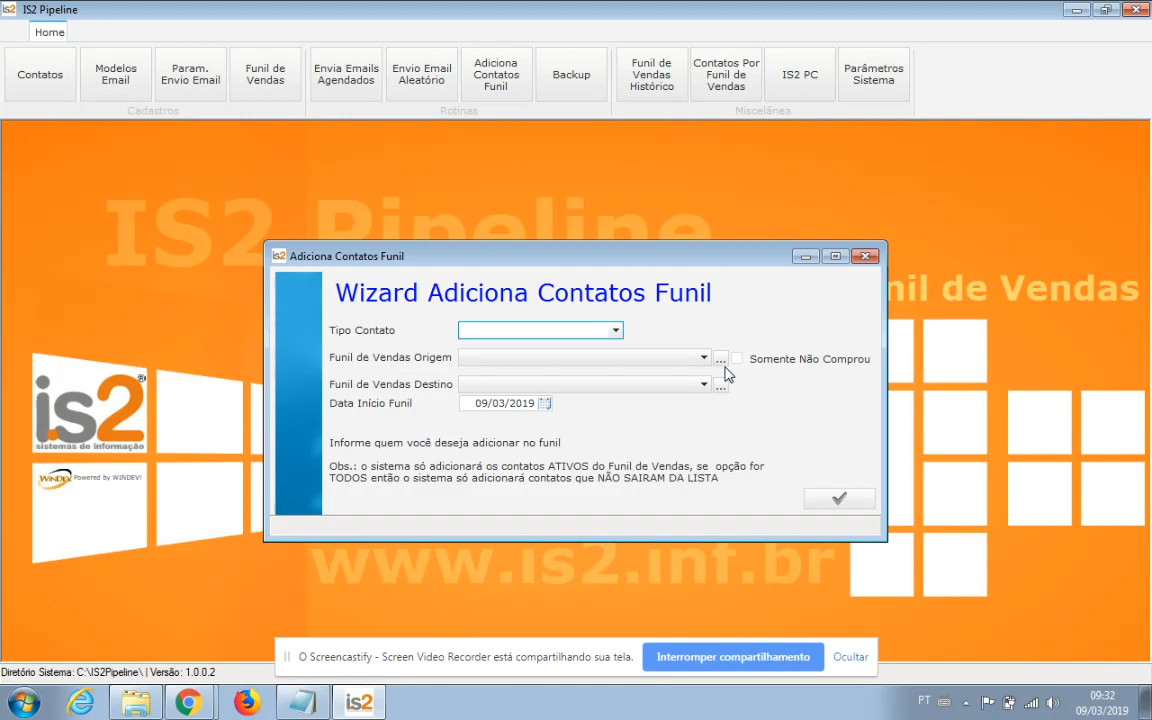 IS2 Pipeline
Home
Contatos
Modelos Email
Param. Envio Email
Funil de Vendas
Envia Emails Agendados
Envio Email Aleatório
Adiciona Contatos Funil
Backup
Funil de Vendas Histórico
Contatos Por Funil de Vendas
IS2 PC
Parâmetros Sistema
Cadastros
Rotinas
Miscelânea
IS2 Pipeline
nil de Vendas
is2 Adiciona Contatos Funil
Wizard Adiciona Contatos Funil
Tipo Contato
Funil de Vendas Origem ... Somente Não Comprou
Funil de Vendas Destino ...
Data Início Funil 09/03/2019
Informe quem você deseja adicionar no funil
Obs.: o sistema só adicionará os contatos ATIVOS do Funil de Vendas, se opção for
TODOS então o sistema só adicionará contatos que NÃO SAIRAM DA LISTA
is2®
sistemas de informação
WINDEV Powered by WINDEV!
www.is2.inf.br
O Screencastify - Screen Video Recorder está compartilhando sua tela. Interromper compartilhamento Ocultar
Diretório Sistema: C:\IS2Pipeline\ | Versão: 1.0.0.2
is2
PT
09:32
09/03/2019